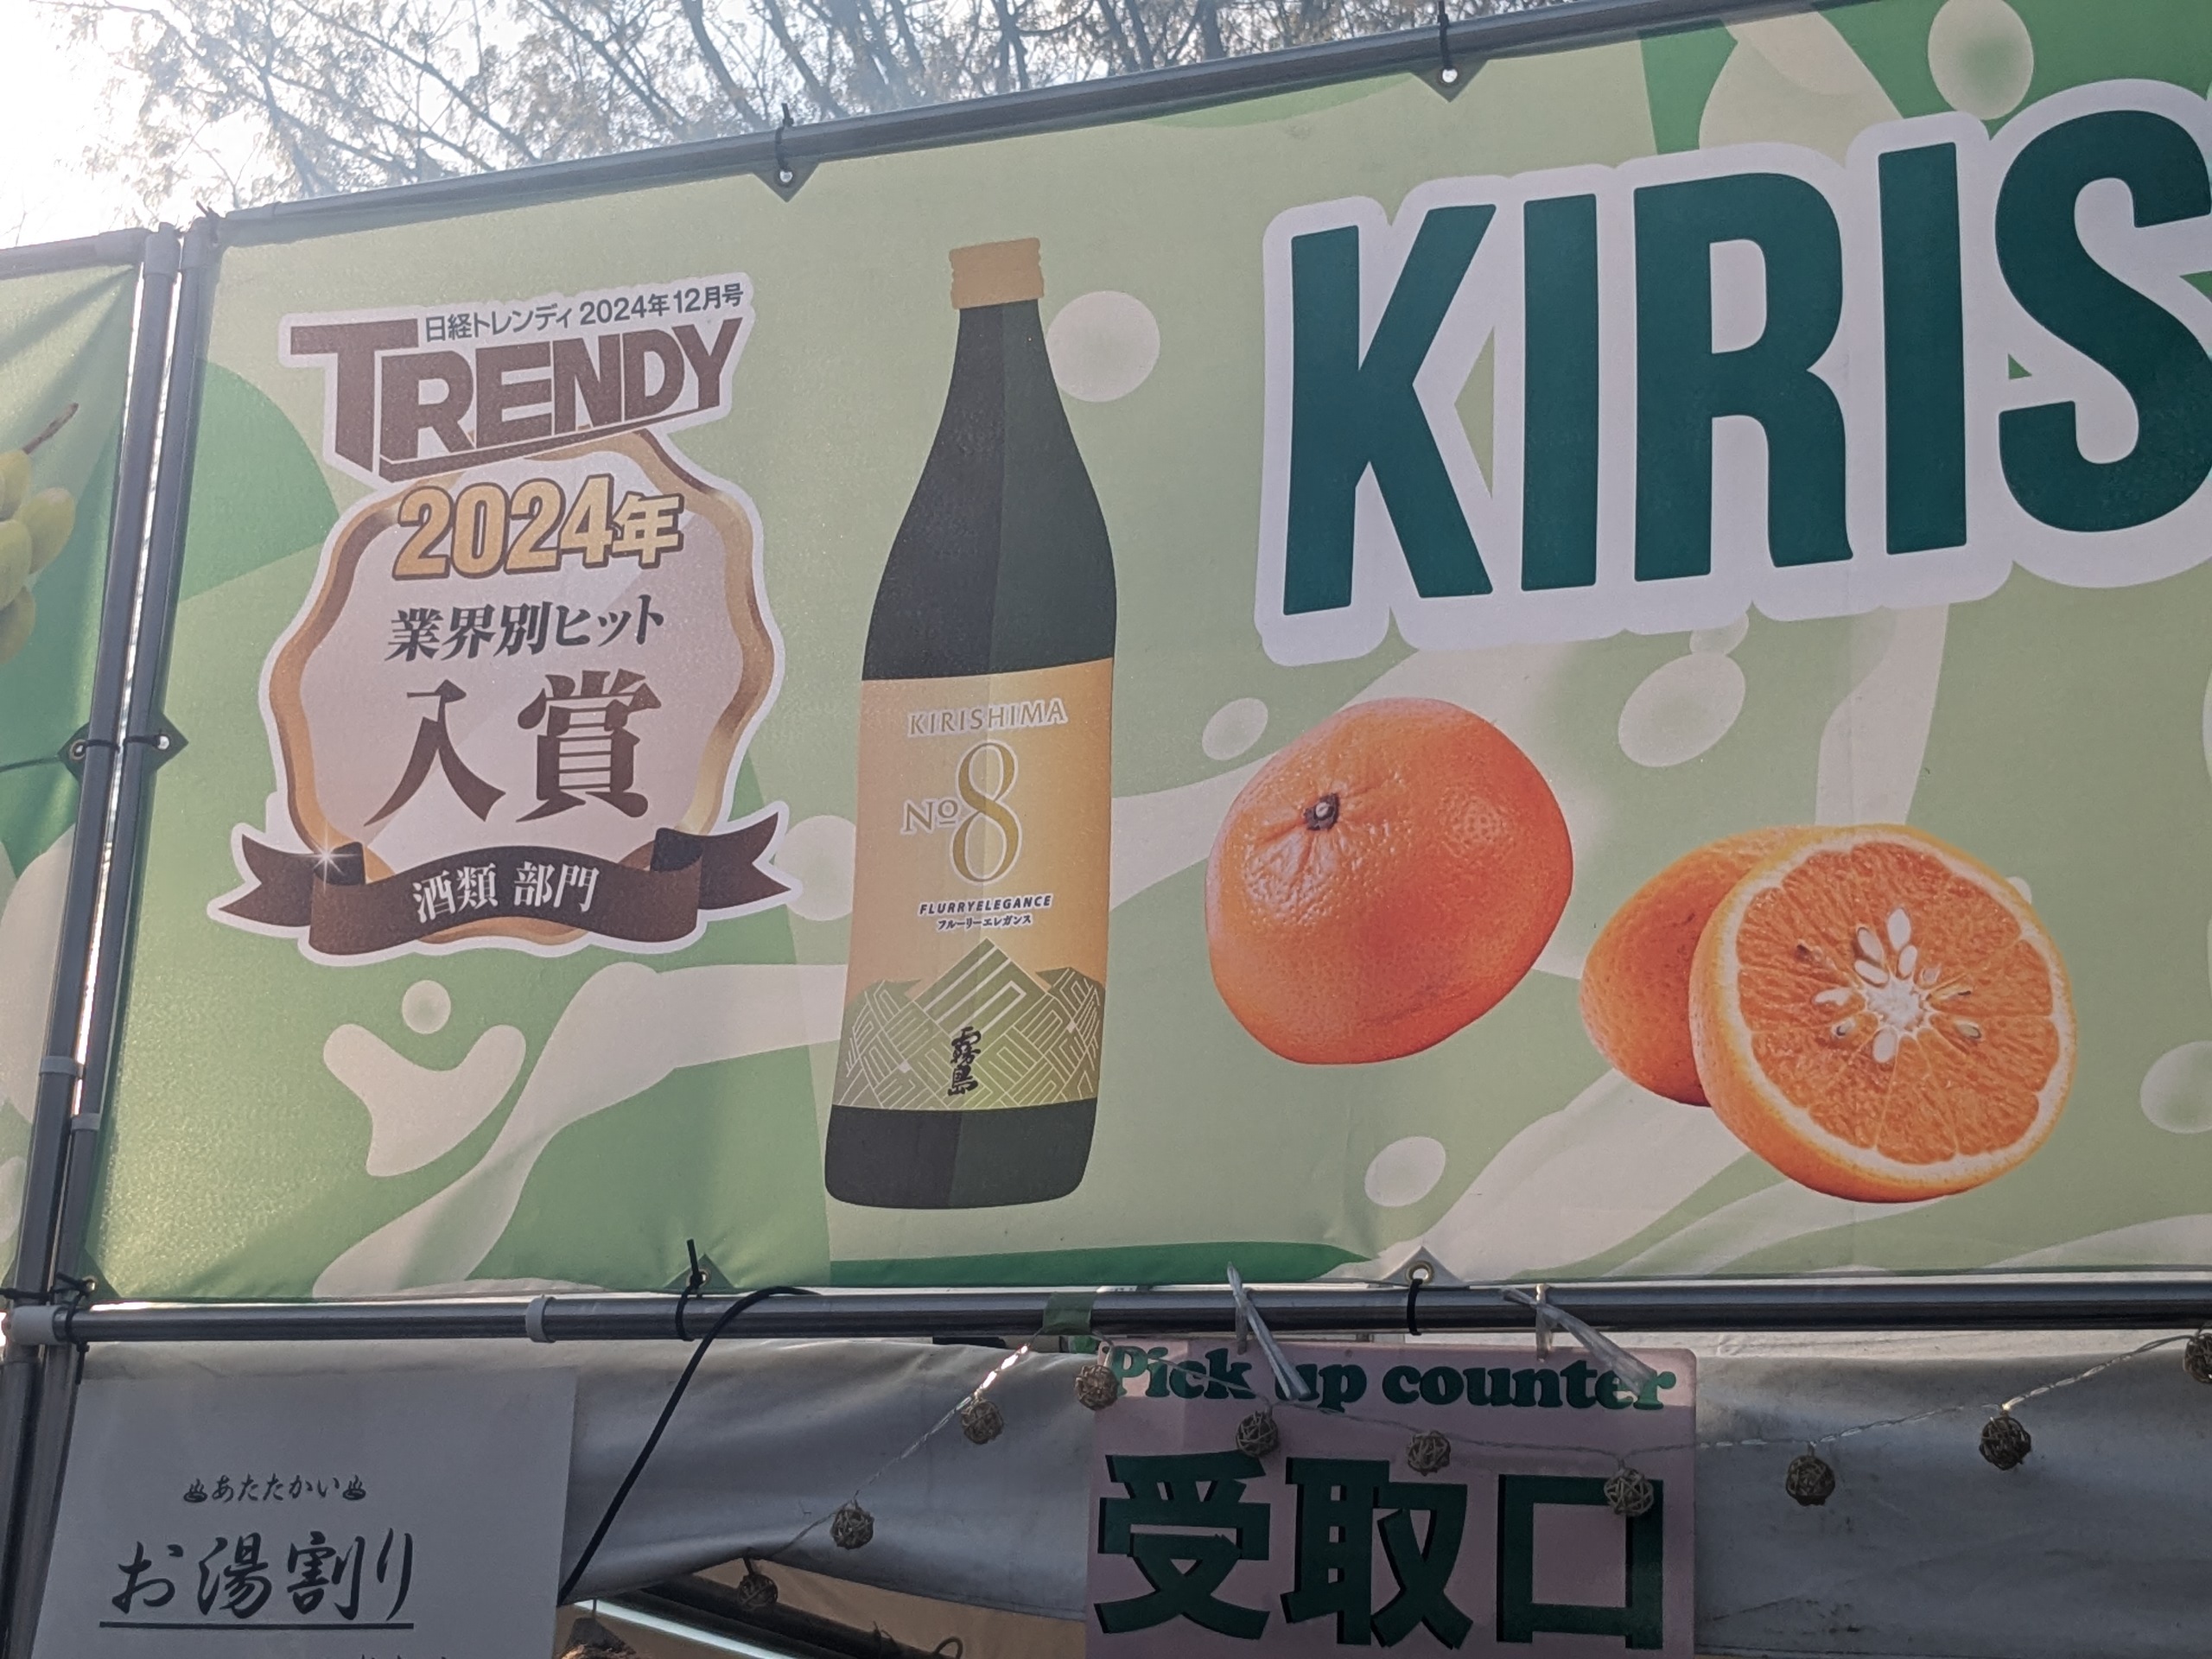 日経トレンディ 2024年12月号
TRENDY
2024年
業界別ヒット
入賞
酒類 部門
KIRISHIMA
No8
FLURRYELEGANCE
フルーリーエレガンス
霧島
KIRIS
Pick up counter
受取口
♨あたたかい♨
お湯割り